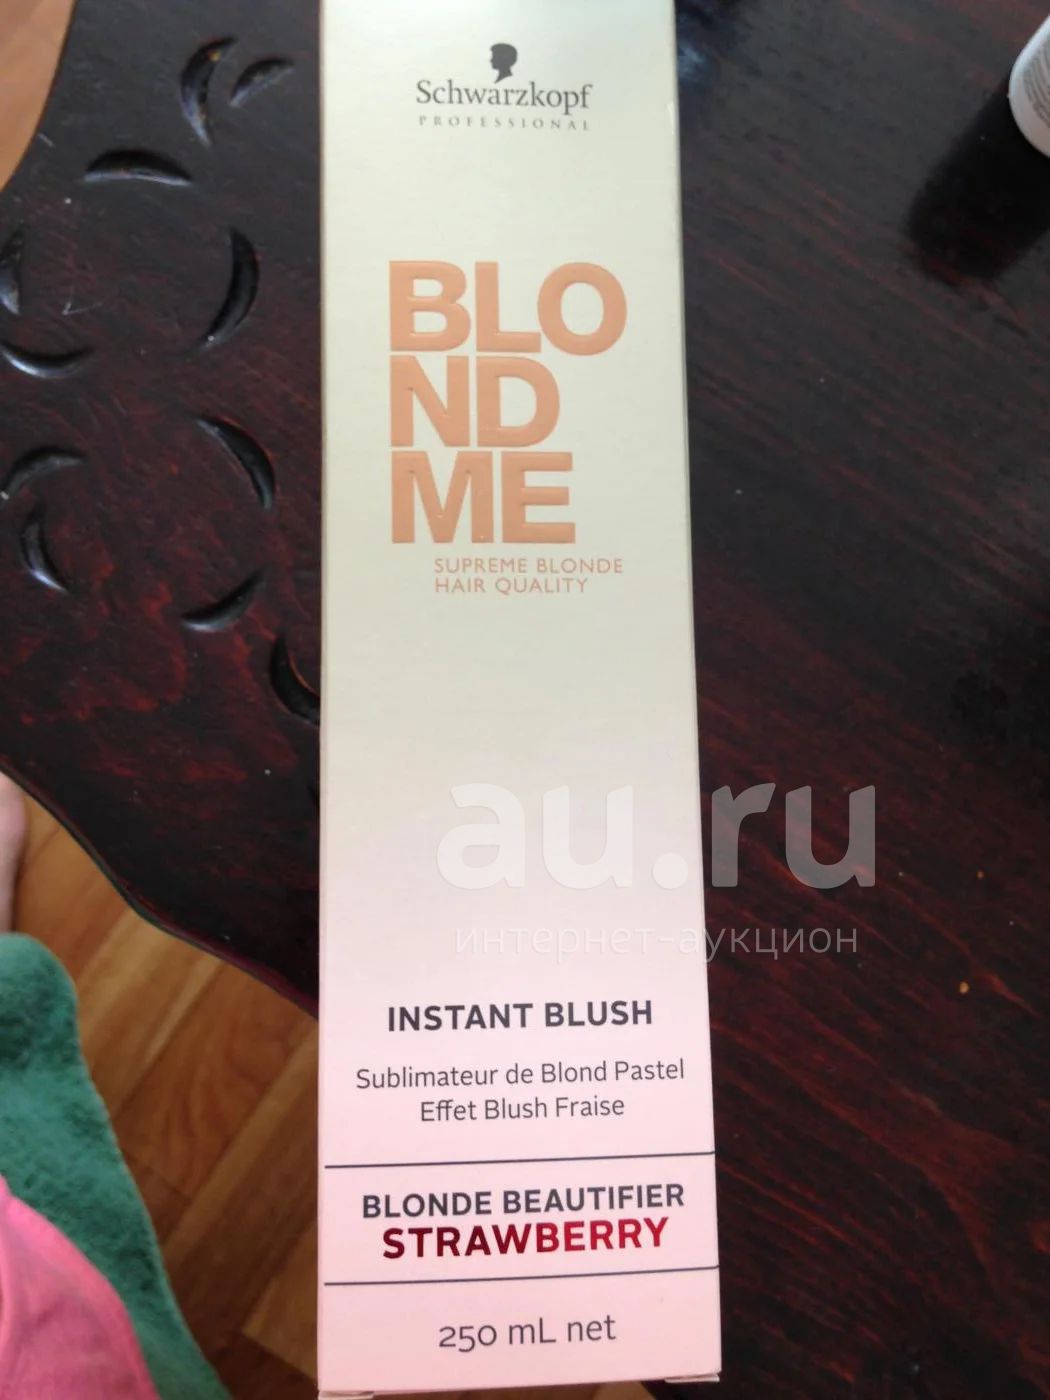 Schwarzkopf
PROFESSIONAL
BLO
ND
ME
SUPREME BLONDE
HAIR QUALITY
au.ru
интернет-аукцион
INSTANT BLUSH
Sublimateur de Blond Pastel
Effet Blush Fraise
BLONDE BEAUTIFIER
STRAWBERRY
250 mL net